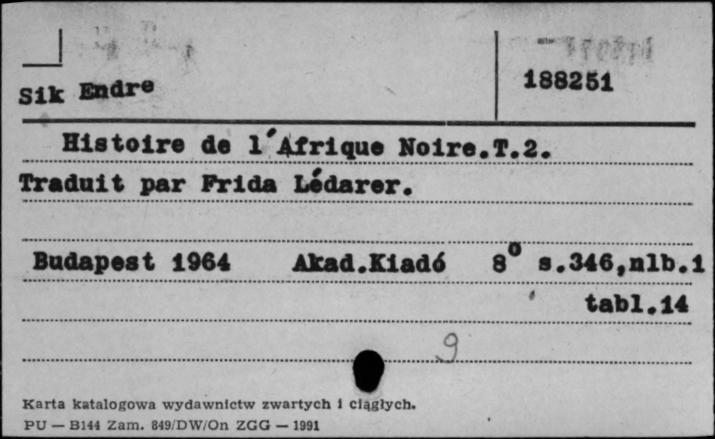 Sik Endre
188251
Histoire de l´Afrique Noire.T.2.
Traduit par Frida Lédarer.
Budapest 1964 Akad.Kiadó 8° s.346,nlb.1
tabl.14
9
Karta katalogowa wydawnictw zwartych i ciągłych.
PU — B144 Zam. 849/DW/On ZGG — 1991